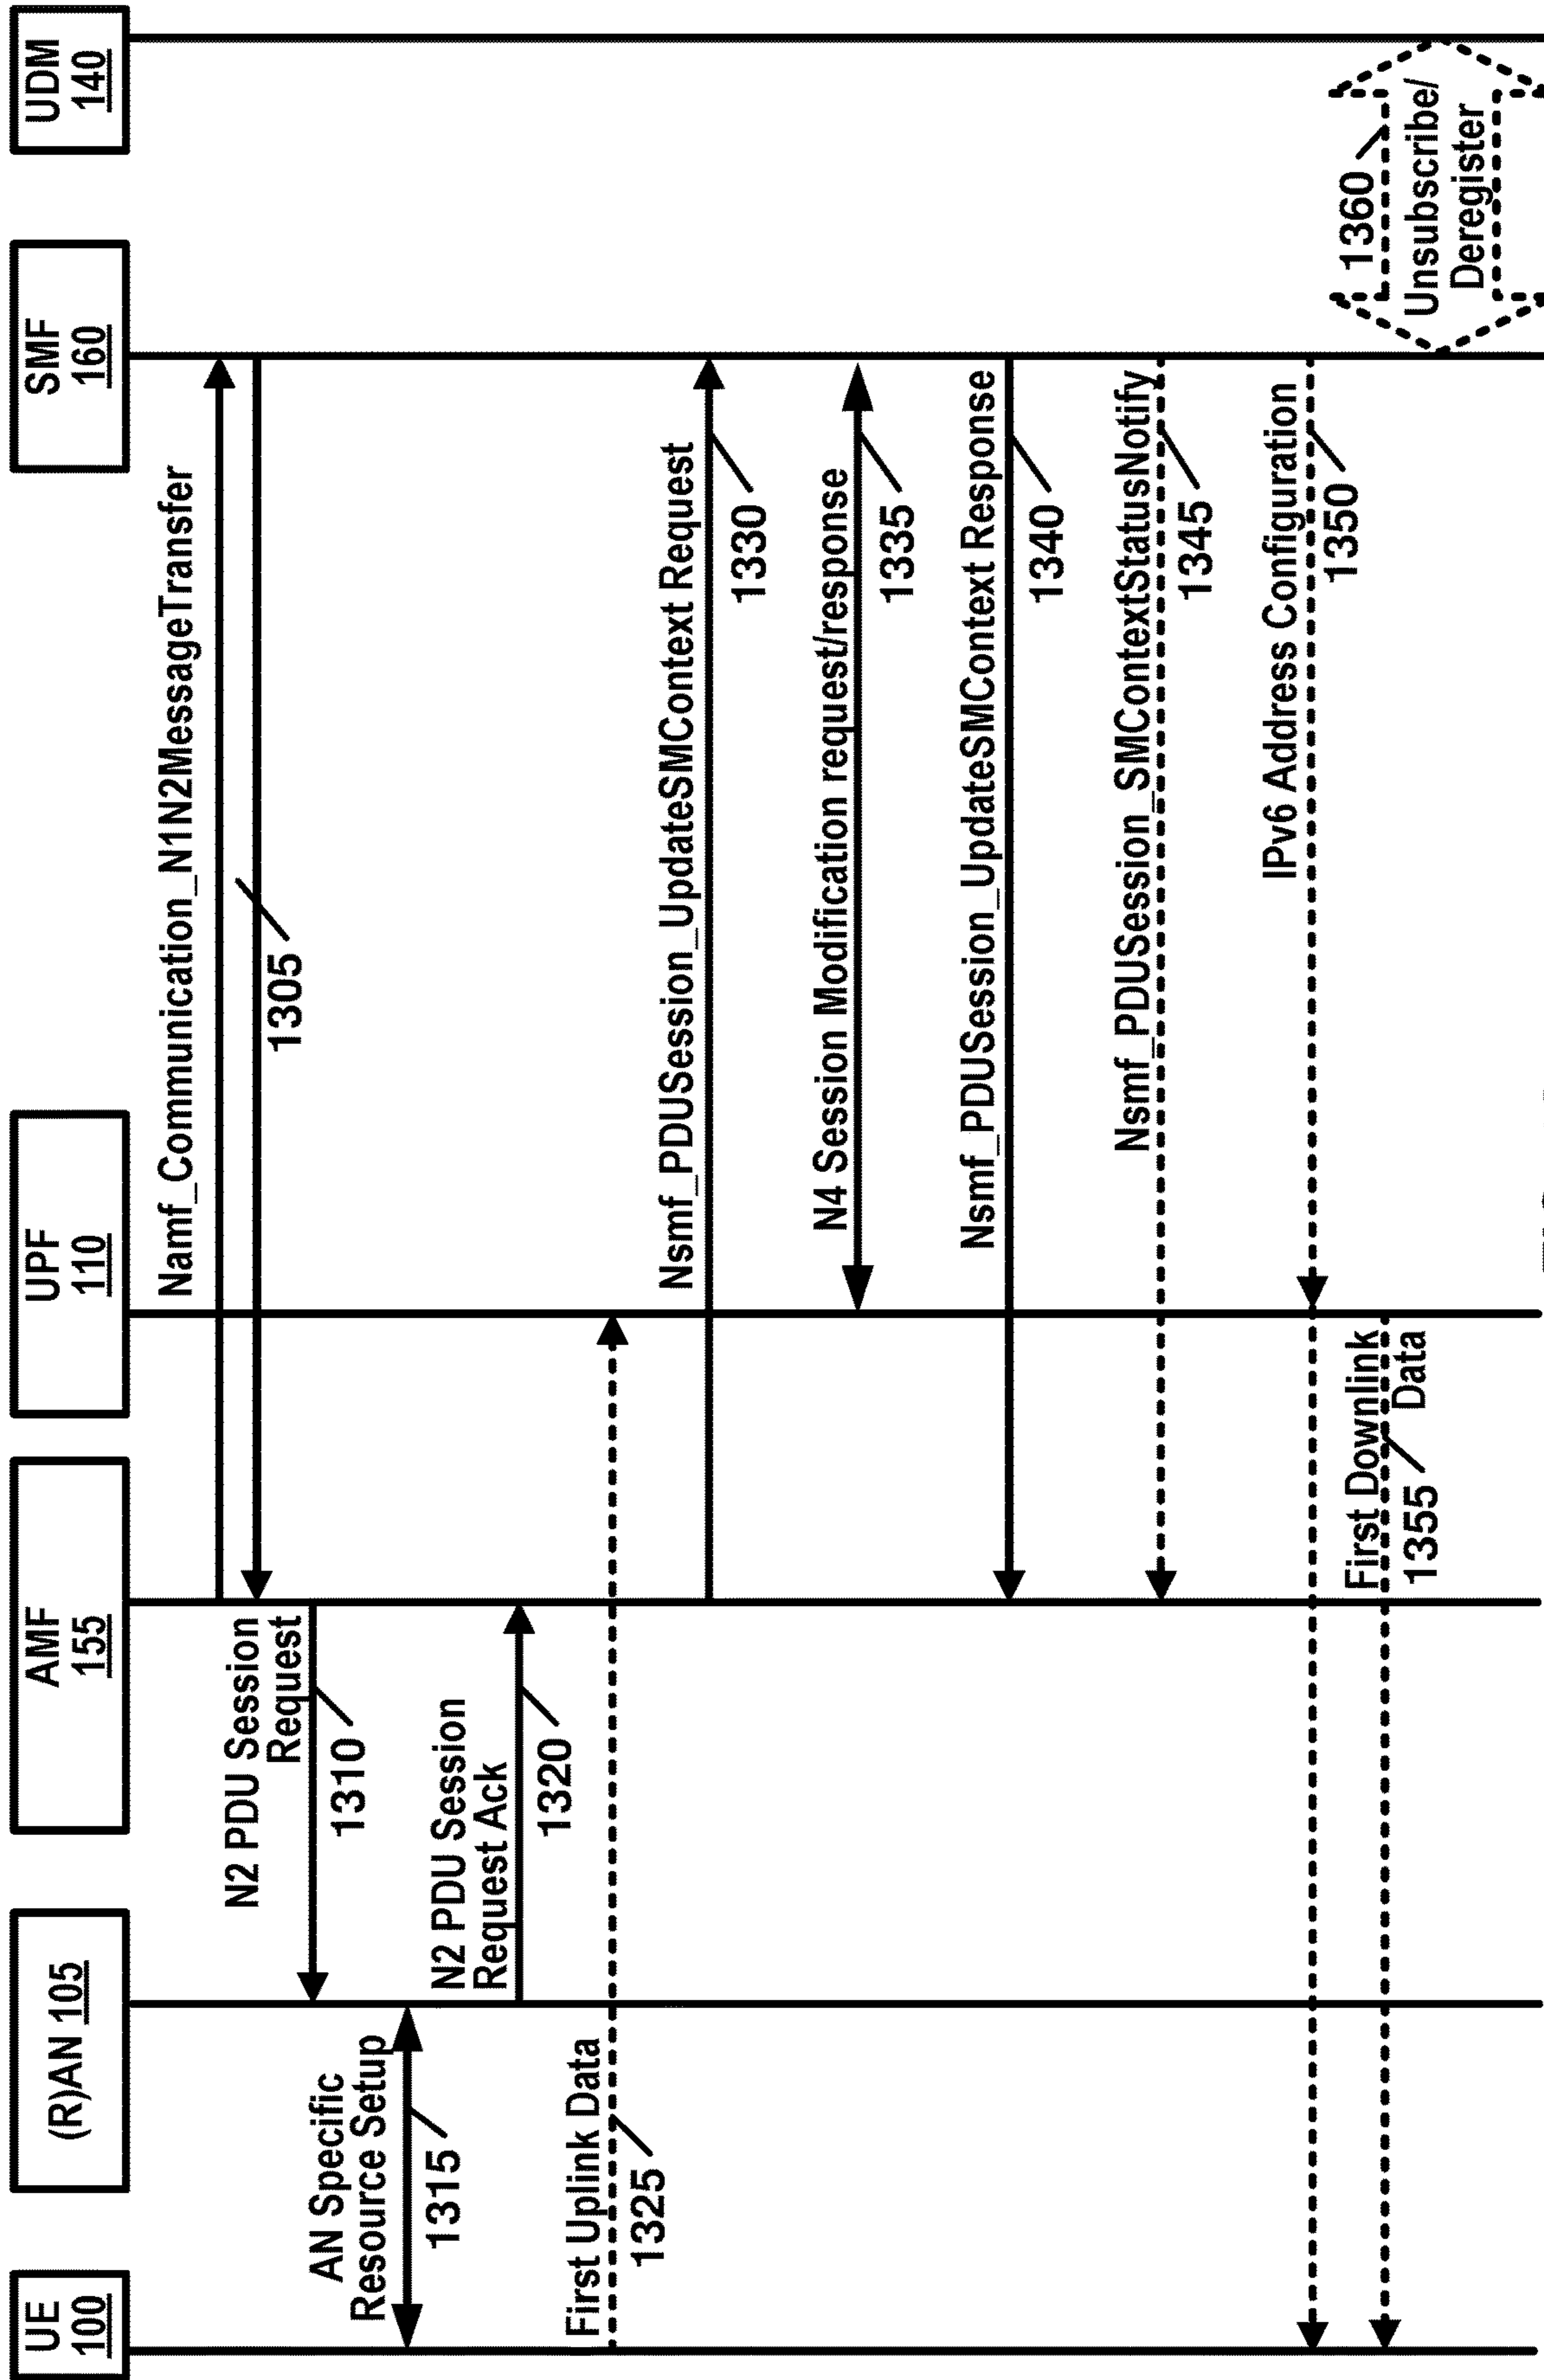 UE
100
(R)AN 105
AMF
155
UPF
110
SMF
160
UDM
140
Namf_Communication_N1N2MessageTransfer
1305
N2 PDU Session
Request
1310
AN Specific
Resource Setup
1315
N2 PDU Session
Request Ack
1320
First Uplink Data
1325
Nsmf_PDUSession_UpdateSMContext Request
1330
N4 Session Modification request/response
1335
Nsmf_PDUSession_UpdateSMContext Response
1340
Nsmf_PDUSession_SMContextStatusNotify
1345
IPv6 Address Configuration
1350
First Downlink
Data
1355
1360
Unsubscribe/
Deregister